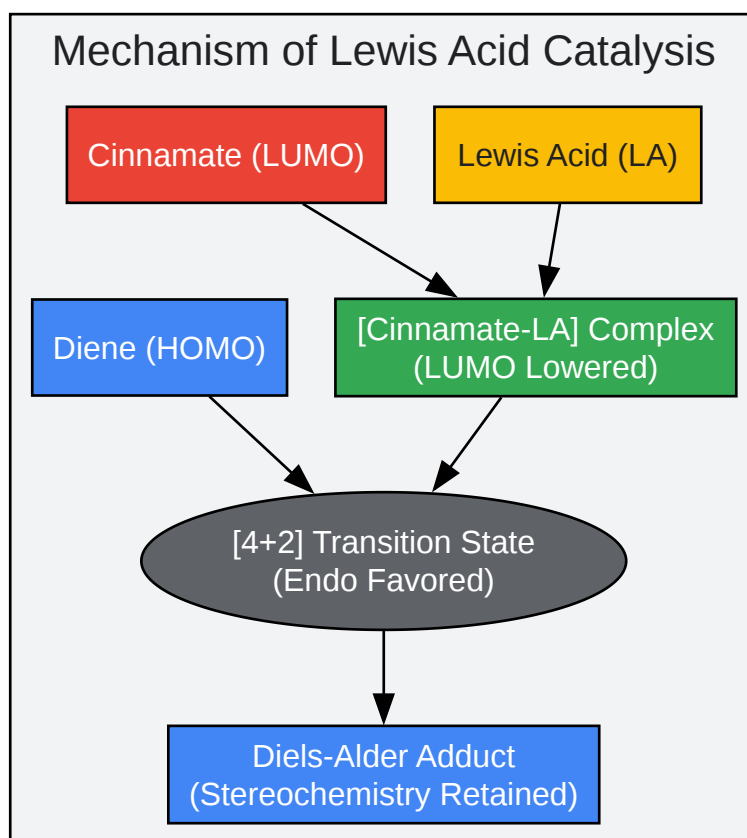 Mechanism of Lewis Acid Catalysis
Cinnamate (LUMO)
Lewis Acid (LA)
Diene (HOMO)
[Cinnamate-LA] Complex
(LUMO Lowered)
[4+2] Transition State
(Endo Favored)
Diels-Alder Adduct
(Stereochemistry Retained)